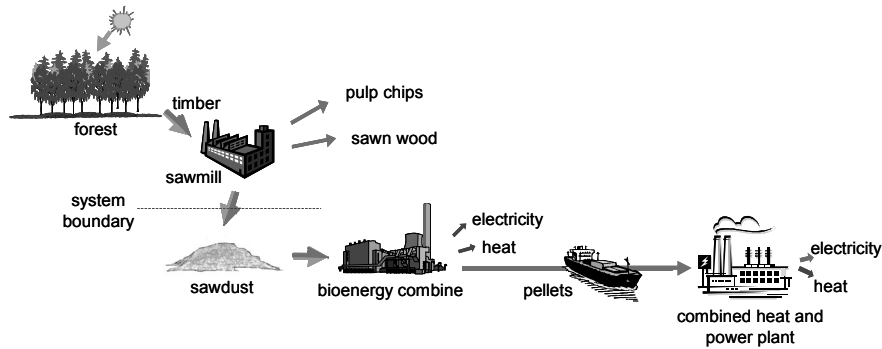 timber
forest
pulp chips
sawn wood
sawmill
system
boundary
sawdust
electricity
heat
bioenergy combine
pellets
electricity
heat
combined heat and
power plant